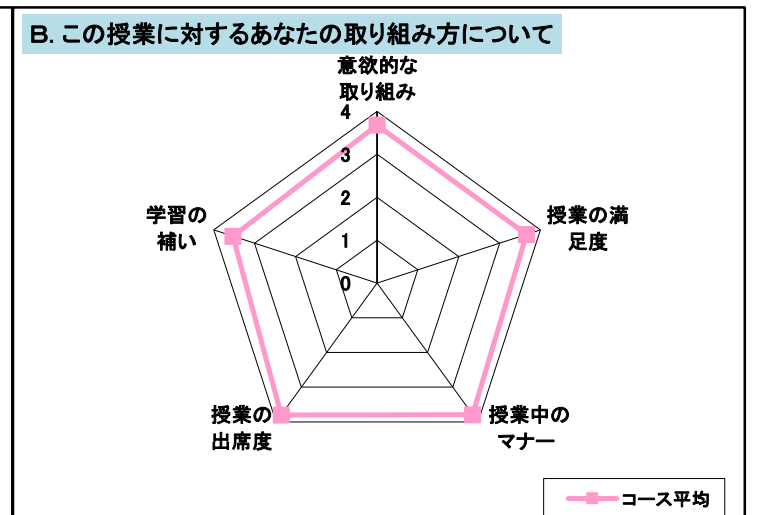 B. この授業に対するあなたの取り組み方について
意欲的な
取り組み
4
3
2
1
0
学習の
補い
授業の満
足度
授業の
出席度
授業中の
マナー
コース平均